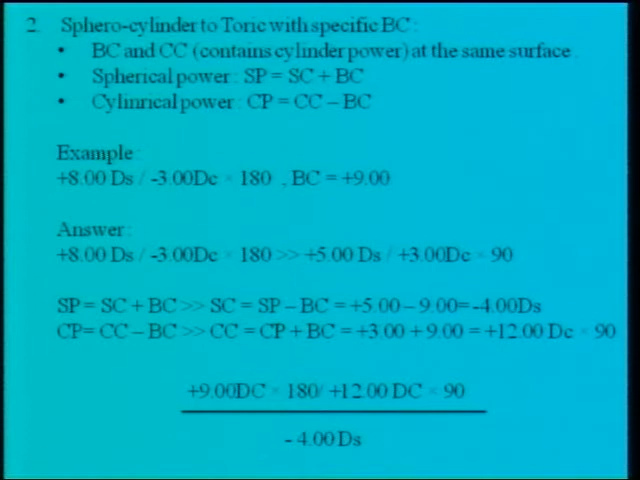 2. Sphero-cylinder to Toric with specific BC :
• BC and CC (contains cylinder power) at the same surface :
• Spherical power : SP = SC + BC
• Cylinrical power : CP = CC – BC
Example :
+8.00 Ds / -3.00Dc × 180 , BC = +9.00
Answer :
+8.00 Ds / -3.00Dc × 180 >> +5.00 Ds / +3.00Dc × 90
SP = SC + BC >> SC = SP – BC = +5.00 – 9.00= -4.00Ds
CP= CC – BC >> CC = CP + BC = +3.00 + 9.00 = +12.00 Dc × 90
+9.00DC × 180/ +12.00 DC × 90
- 4.00 Ds